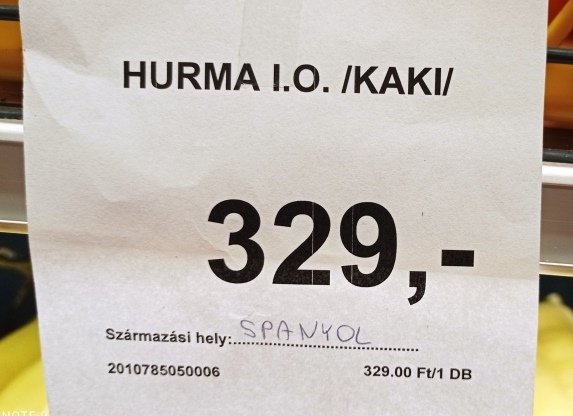 HURMA I.O. /KAKI/
329,-
Származási hely:....SPANYOL....
2010785050006 329.00 Ft/1 DB